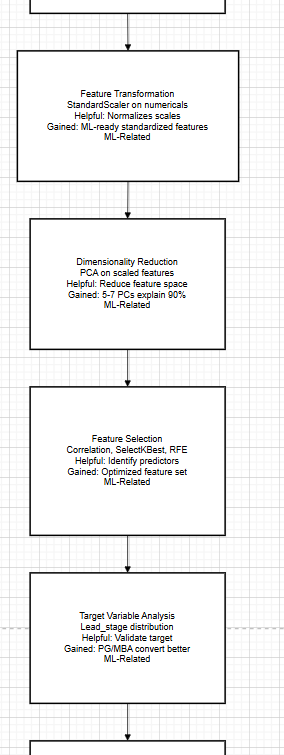 Feature Transformation
StandardScaler on numericals
Helpful: Normalizes scales
Gained: ML-ready standardized features
ML-Related
Dimensionality Reduction
PCA on scaled features
Helpful: Reduce feature space
Gained: 5-7 PCs explain 90%
ML-Related
Feature Selection
Correlation, SelectKBest, RFE
Helpful: Identify predictors
Gained: Optimized feature set
ML-Related
Target Variable Analysis
Lead_stage distribution
Helpful: Validate target
Gained: PG/MBA convert better
ML-Related